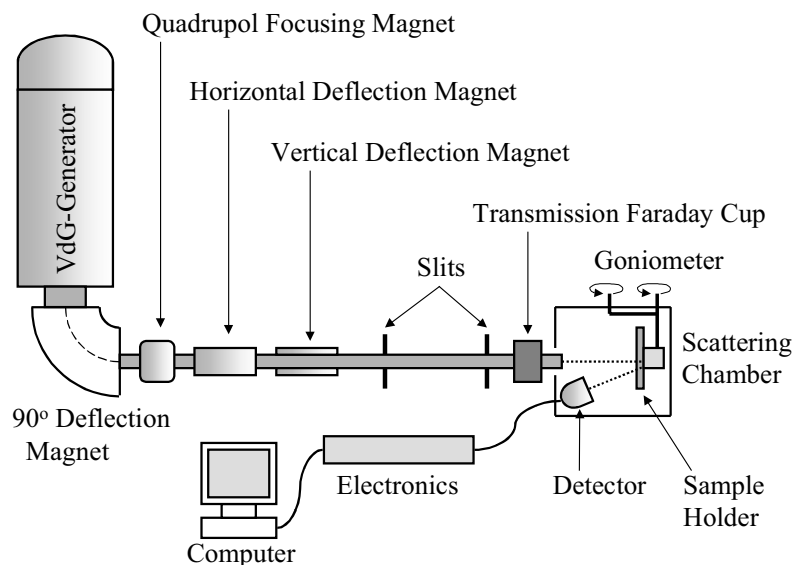 Quadrupol Focusing Magnet
Horizontal Deflection Magnet
Vertical Deflection Magnet
VdG-Generator
Transmission Faraday Cup
Slits
Goniometer
Scattering
Chamber
90° Deflection
Magnet
Electronics
Detector
Sample
Holder
Computer